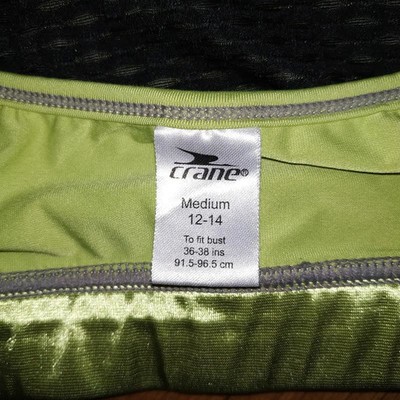 crane®
Medium
12-14
To fit bust
36-38 ins
91.5-96.5 cm